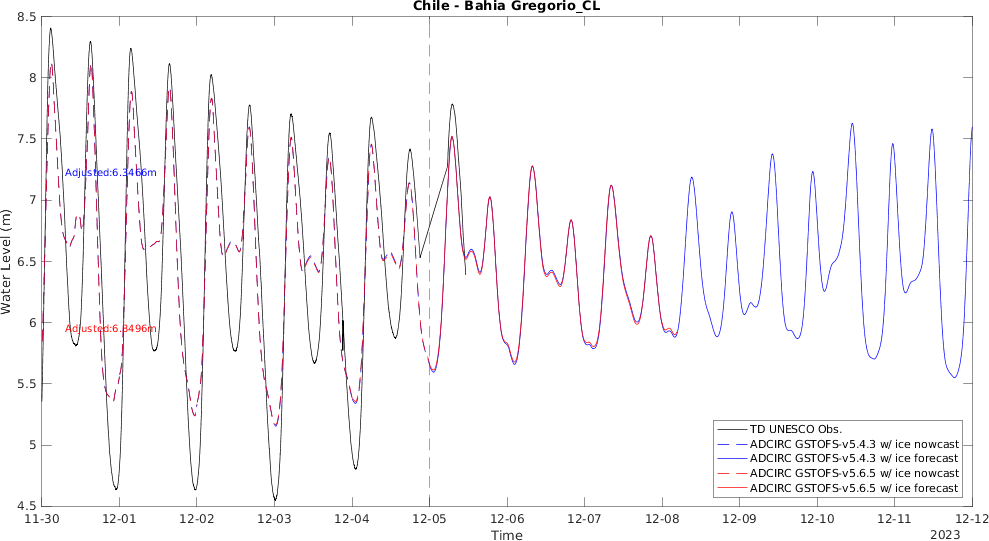 Chile - Bahia Gregorio_CL
8.5
8
7.5
7
6.5
6
5.5
5
4.5
Water Level (m)
Adjusted:6.3466m
Adjusted:6.8496m
TD UNESCO Obs.
ADCIRC GSTOFS-v5.4.3 w/ ice nowcast
ADCIRC GSTOFS-v5.4.3 w/ ice forecast
ADCIRC GSTOFS-v5.6.5 w/ ice nowcast
ADCIRC GSTOFS-v5.6.5 w/ ice forecast
11-30 12-01 12-02 12-03 12-04 12-05 12-06 12-07 12-08 12-09 12-10 12-11 12-12
Time
2023